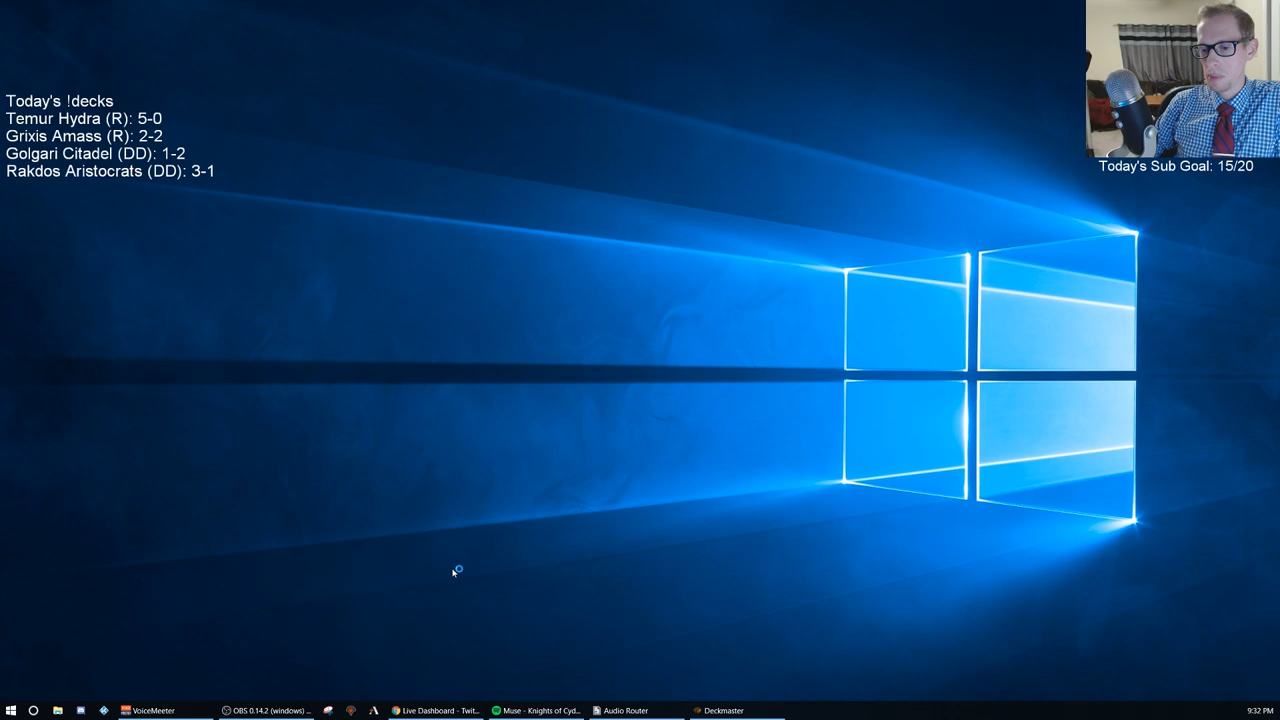 Today's !decks
Temur Hydra (R): 5-0
Grixis Amass (R): 2-2
Golgari Citadel (DD): 1-2
Rakdos Aristocrats (DD): 3-1
Today's Sub Goal: 15/20
VoiceMeeter
OBS 0.14.2 (windows) ...
Live Dashboard - Twit...
Muse - Knights of Cyd...
Audio Router
Deckmaster
9:32 PM